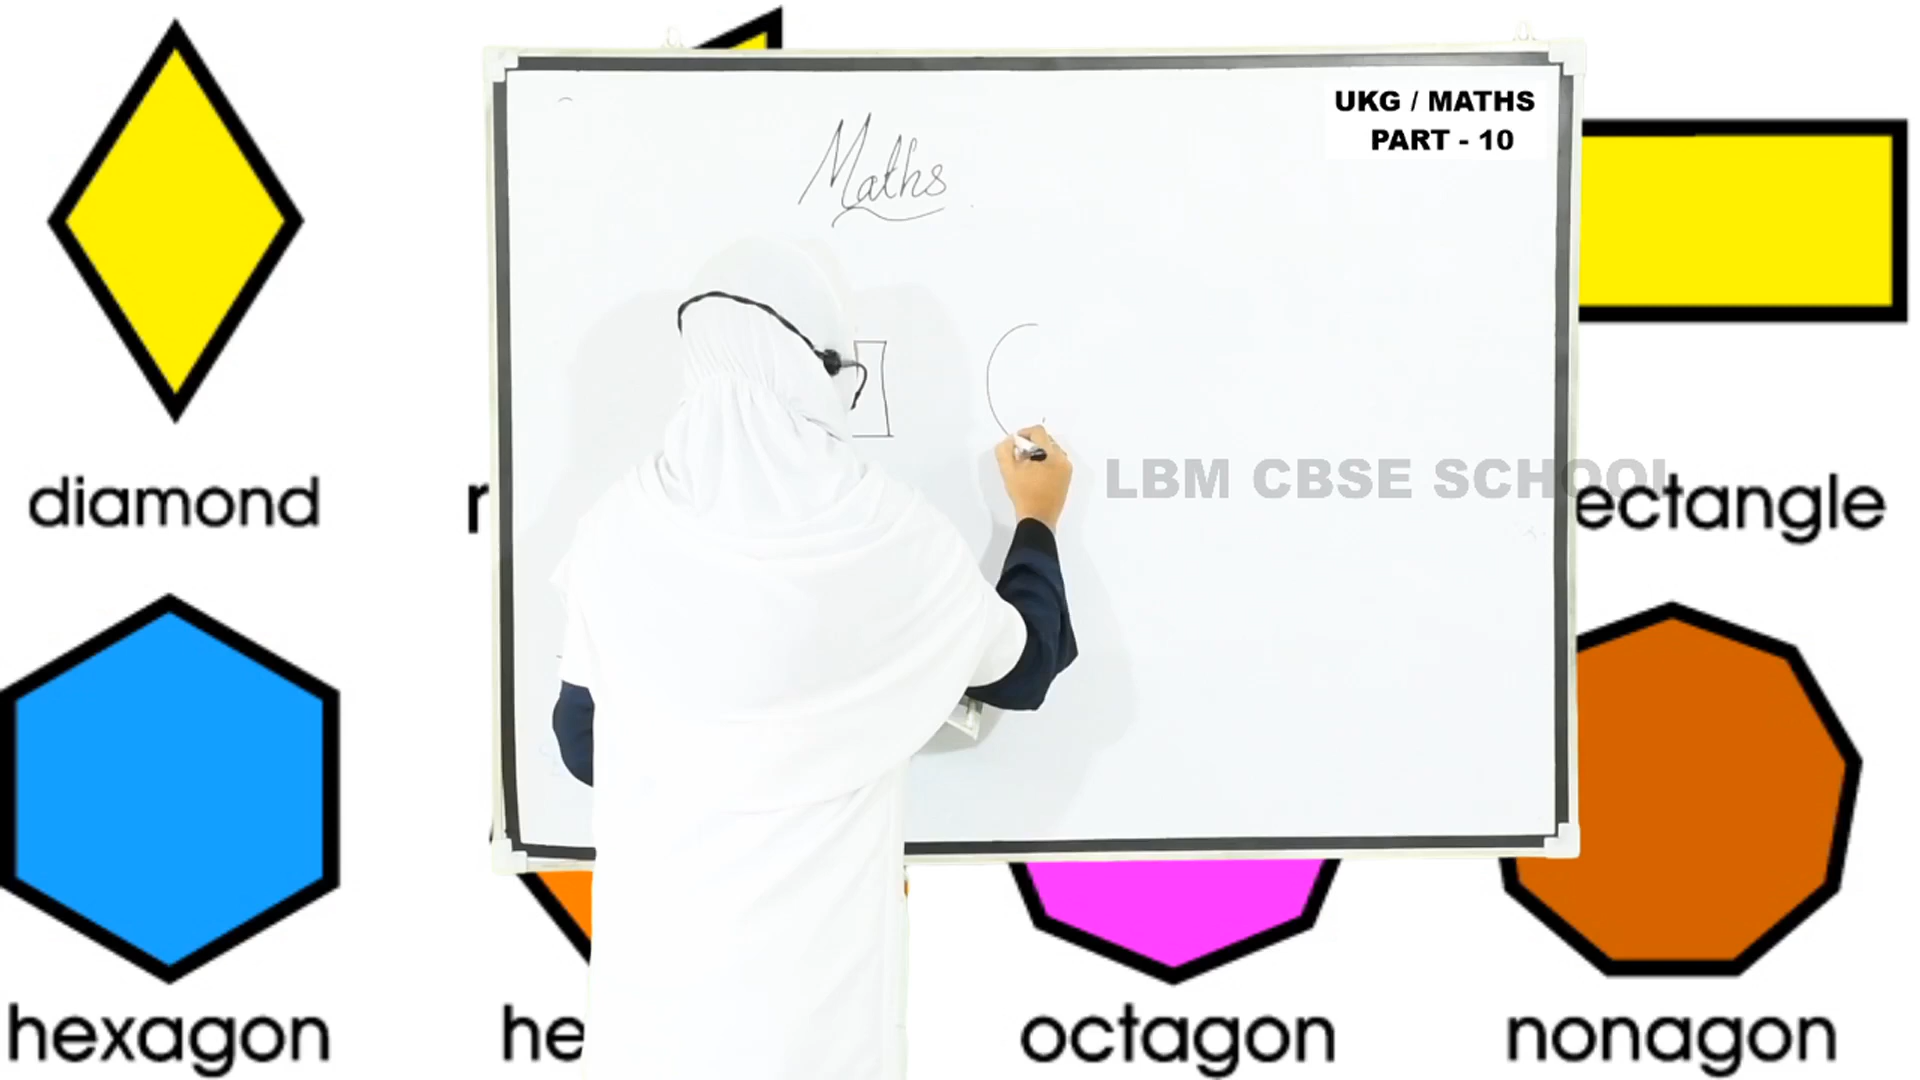 UKG / MATHS
PART - 10
Maths
LBM CBSE SCHOOL
diamond
r
ectangle
hexagon
he
octagon
nonagon